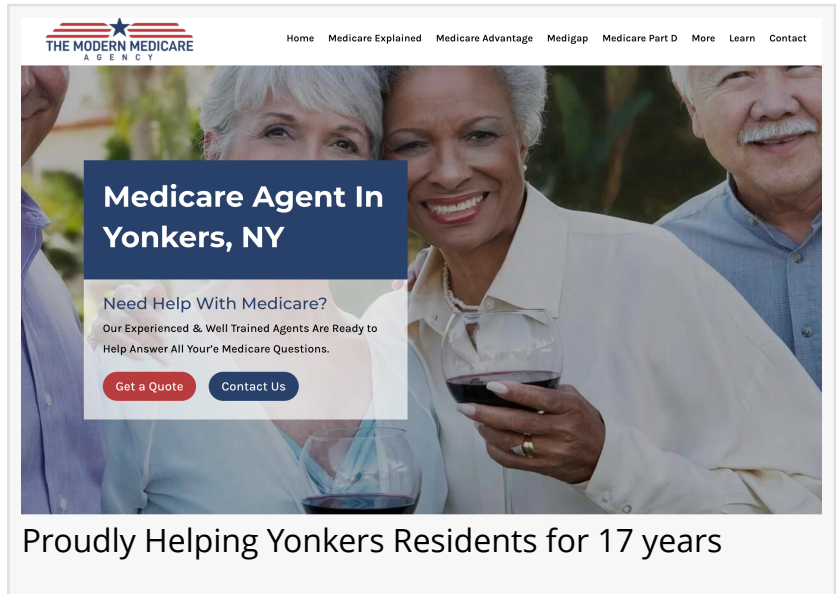 THE MODERN MEDICARE
AGENCY
Home Medicare Explained Medicare Advantage Medigap Medicare Part D More Learn Contact
Medicare Agent In
Yonkers, NY
Need Help With Medicare?
Our Experienced & Well Trained Agents Are Ready to
Help Answer All Your'e Medicare Questions.
Get a Quote Contact Us
Proudly Helping Yonkers Residents for 17 years